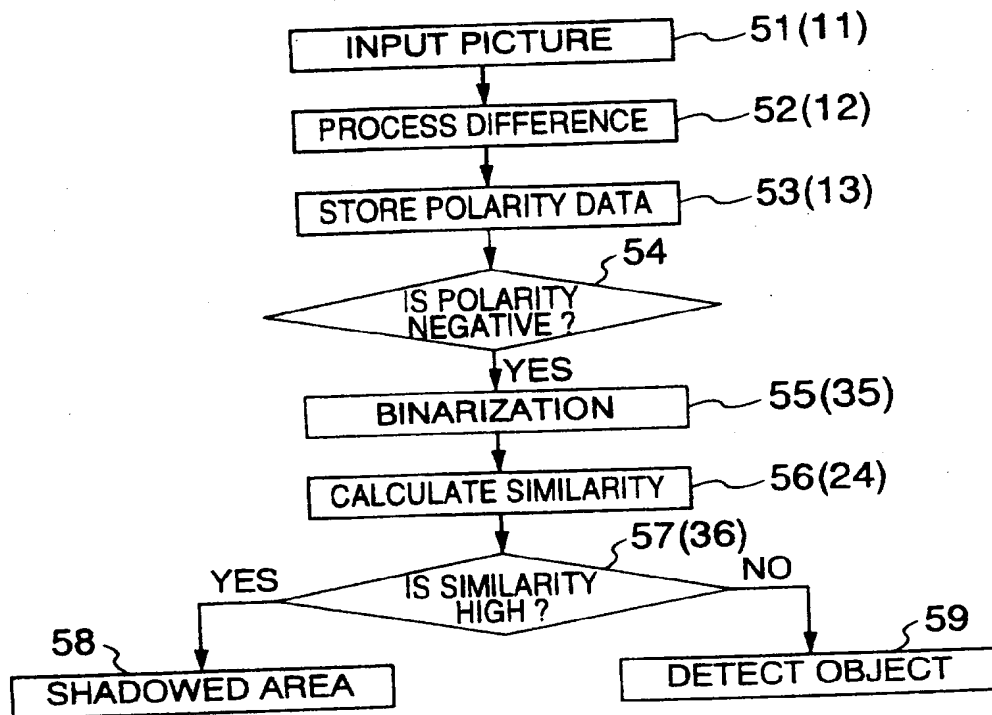 INPUT PICTURE
51(11)
PROCESS DIFFERENCE
52(12)
STORE POLARITY DATA
53(13)
54
IS POLARITY
NEGATIVE ?
YES
BINARIZATION
55(35)
CALCULATE SIMILARITY
56(24)
57(36)
YES
IS SIMILARITY
HIGH ?
NO
58
SHADOWED AREA
59
DETECT OBJECT